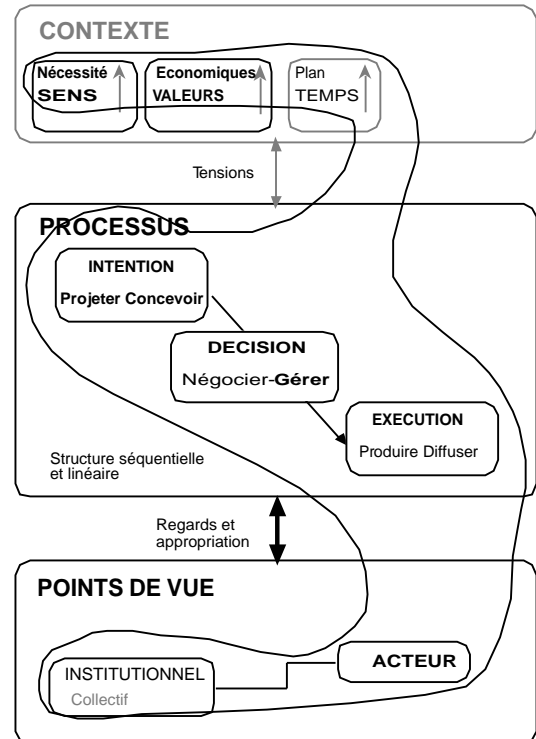 CONTEXTE
Nécessité
SENS
Economiques
VALEURS
Plan
TEMPS
Tensions
PROCESSUS
INTENTION
Projeter Concevoir
DECISION
Négocier-Gérer
EXECUTION
Produire Diffuser
Structure séquentielle
et linéaire
Regards et
appropriation
POINTS DE VUE
INSTITUTIONNEL
Collectif
ACTEUR